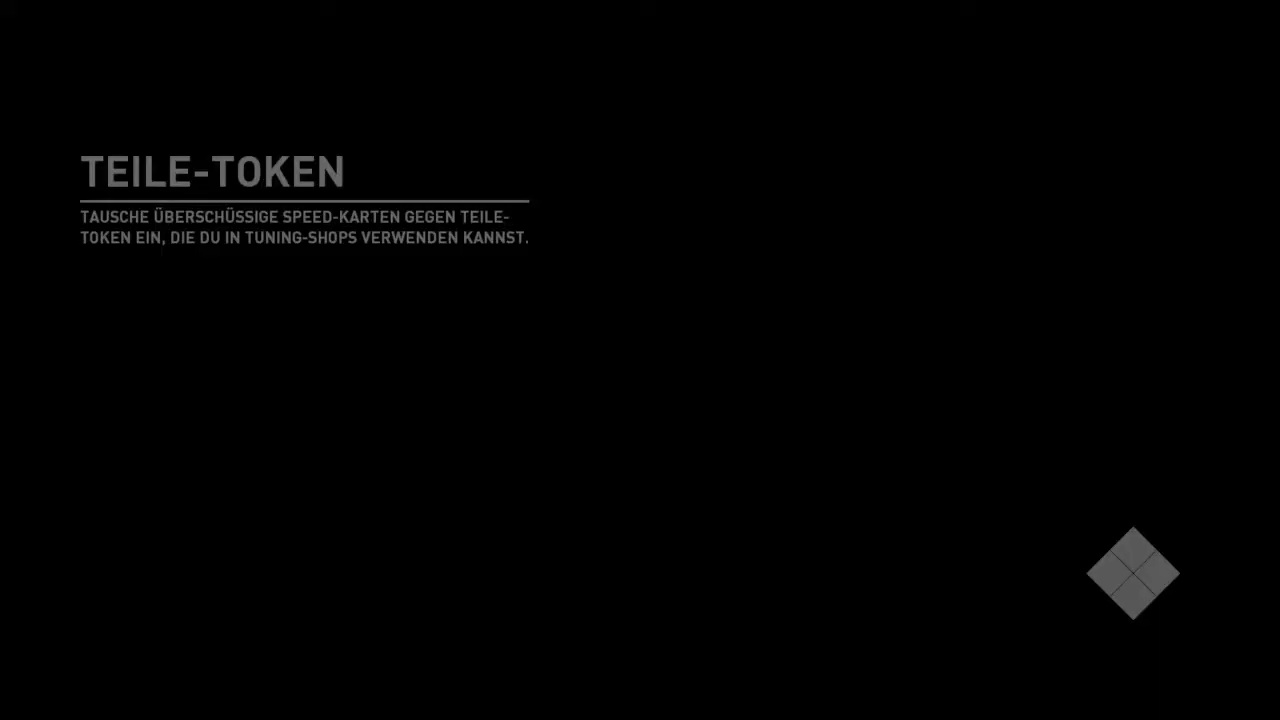 TEILE-TOKEN
TAUSCHE ÜBERSCHÜSSIGE SPEED-KARTEN GEGEN TEILE-
TOKEN EIN, DIE DU IN TUNING-SHOPS VERWENDEN KANNST.